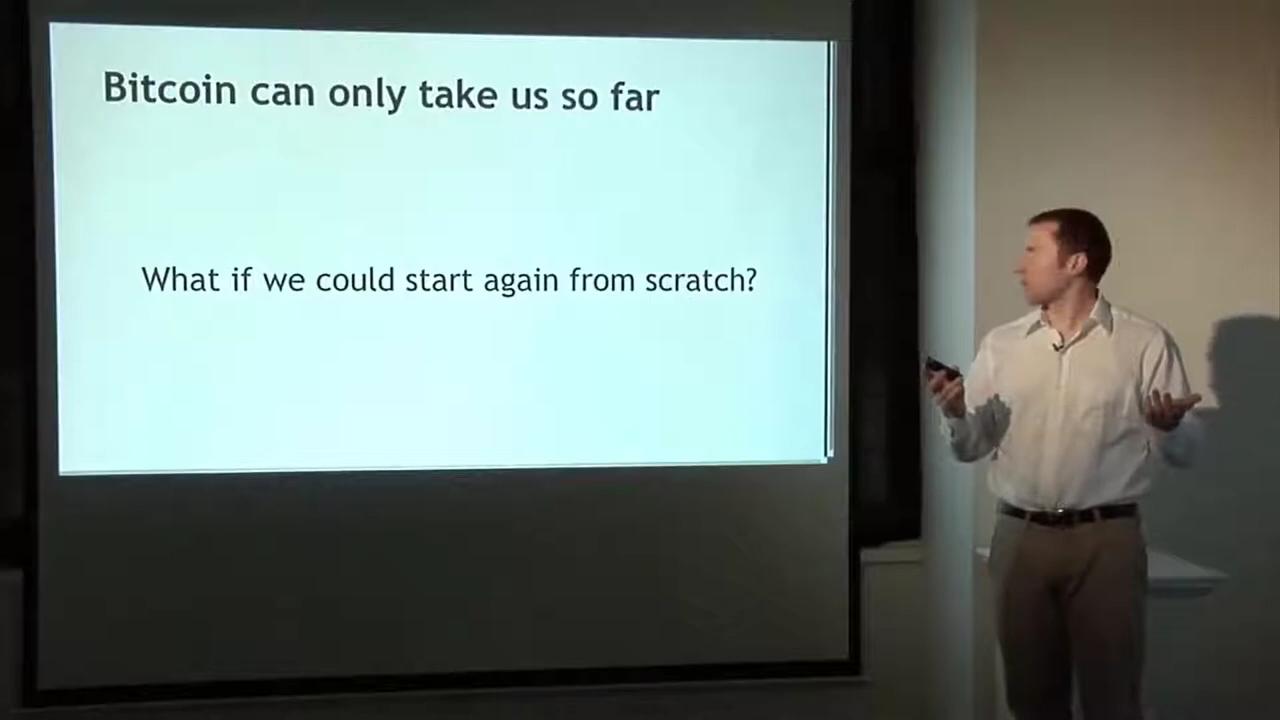 Bitcoin can only take us so far
What if we could start again from scratch?